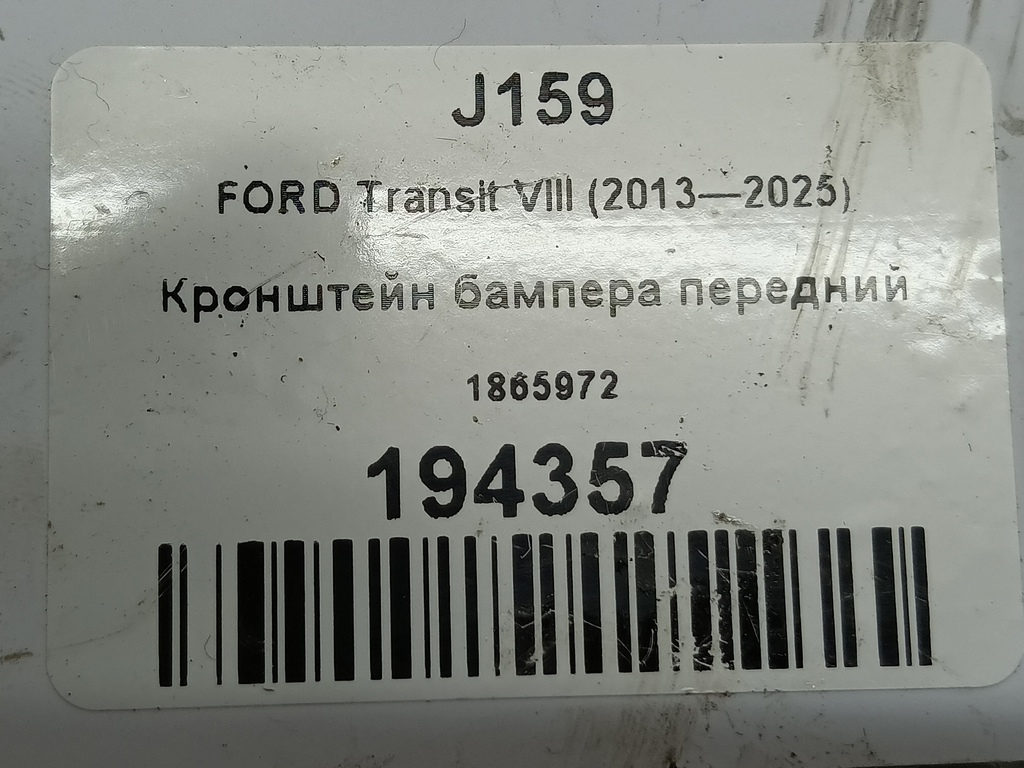 J159
FORD Transit VIII (2013—2025)
Кронштейн бампера передний
1865972
194357